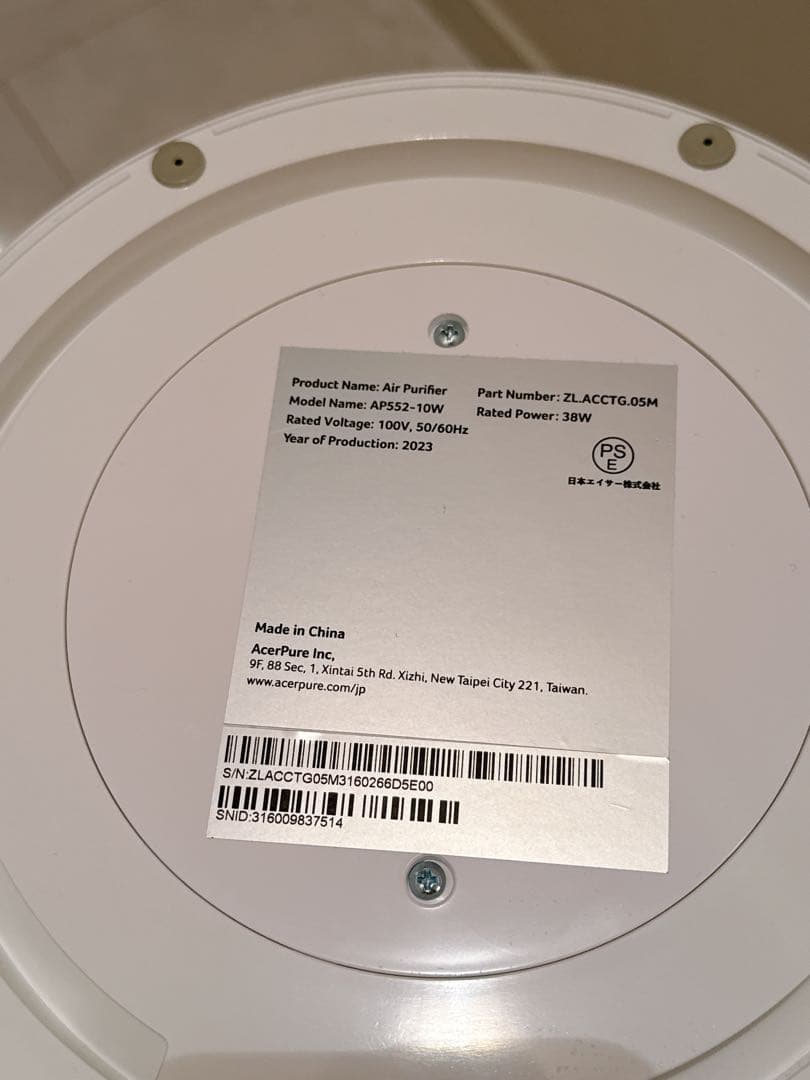 Product Name: Air Purifier
Model Name: AP552-10W
Rated Voltage: 100V, 50/60Hz
Year of Production: 2023
Part Number: ZL.ACCTG.05M
Rated Power: 38W
PS
E
日本エイサー株式会社
Made in China
AcerPure Inc,
9F, 88 Sec, 1, Xintai 5th Rd. Xizhi, New Taipei City 221, Taiwan.
www.acerpure.com/jp
S/N:ZLACCTG05M3160266D5E00
SNID:316009837514